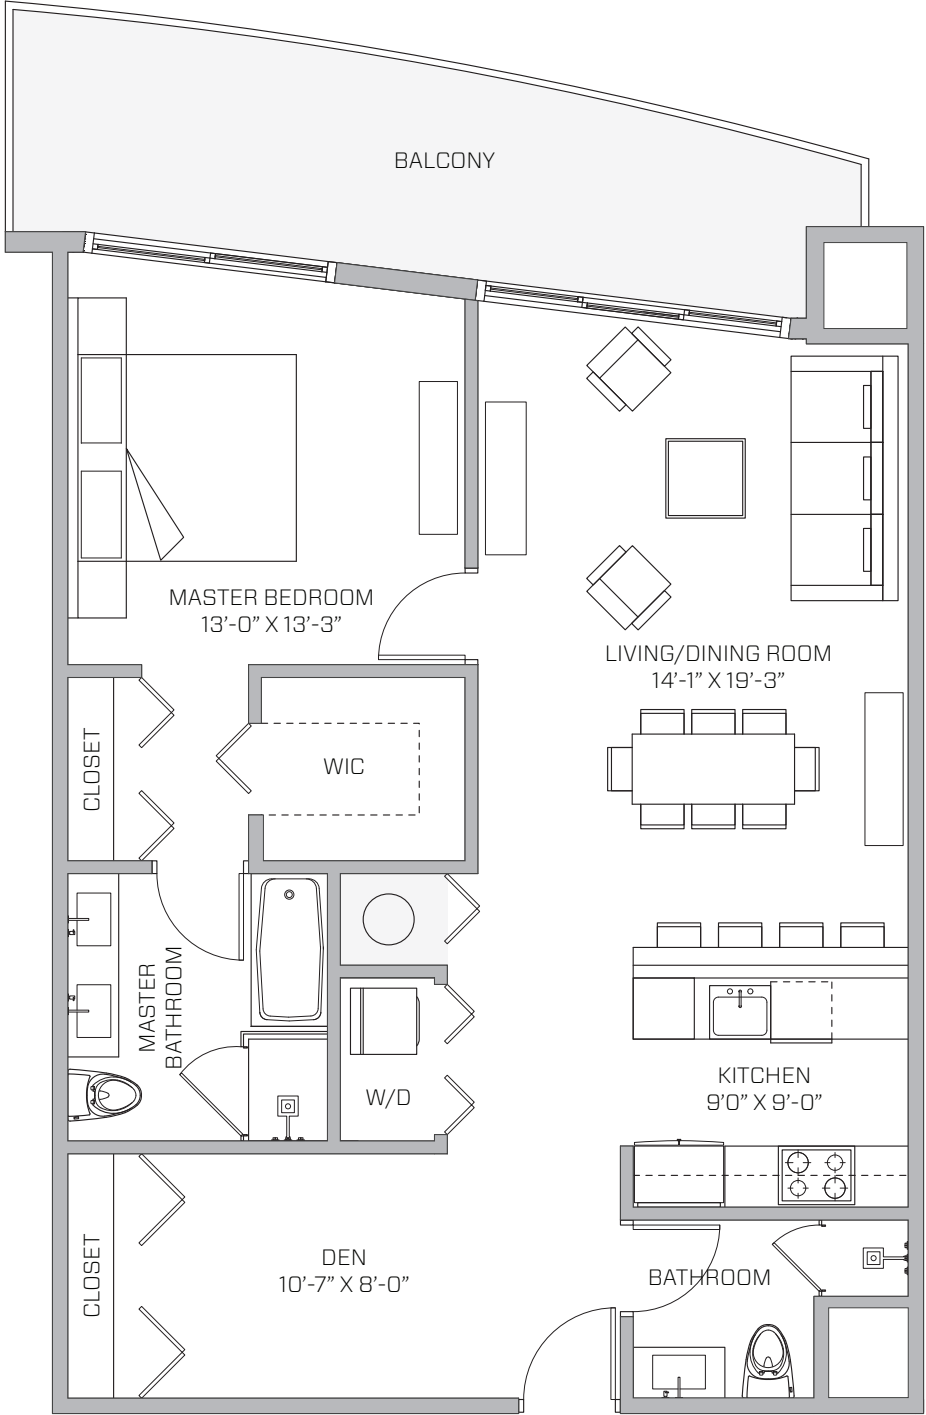 BALCONY
MASTER BEDROOM
13’-0” X 13’-3”
LIVING/DINING ROOM
14’-1” X 19’-3”
CLOSET
WIC
MASTER
BATHROOM
W/D
KITCHEN
9’0” X 9’-0”
CLOSET
DEN
10’-7” X 8’-0”
BATHROOM